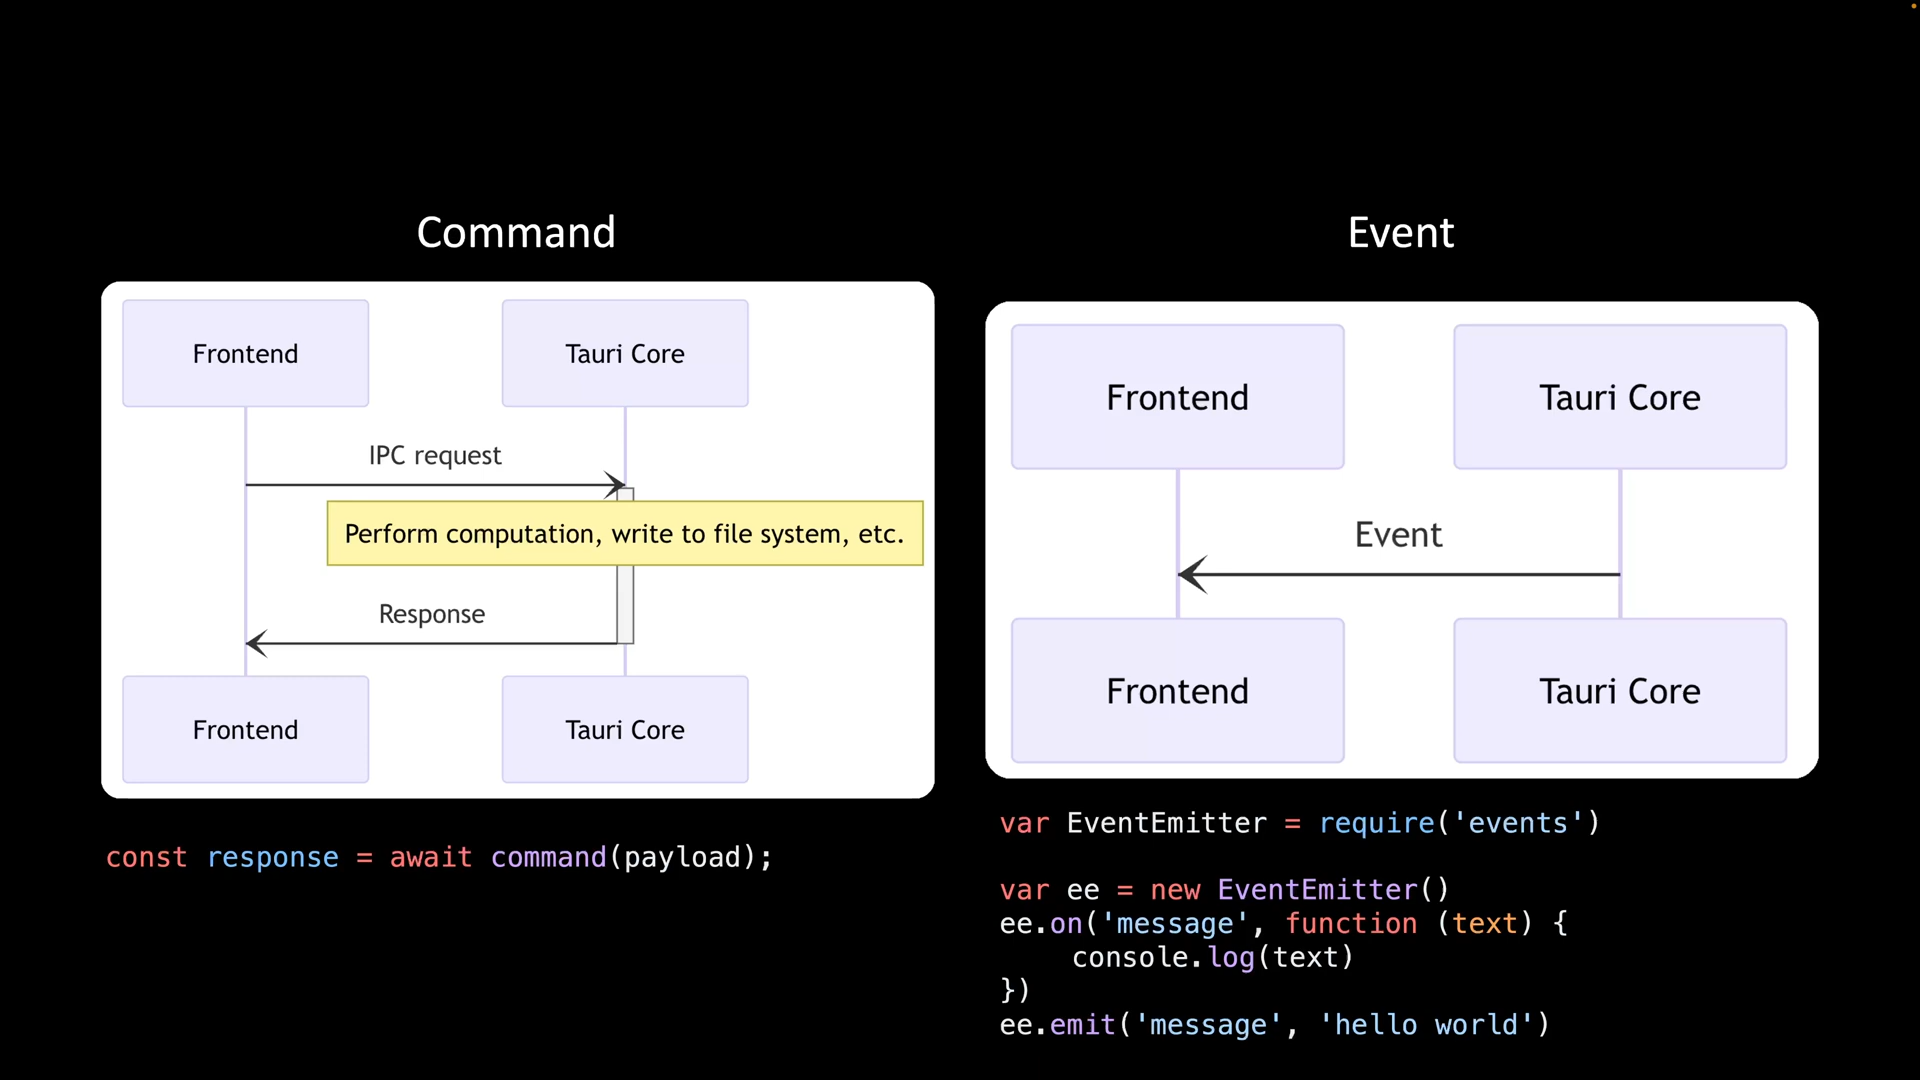 Command
Frontend
Tauri Core
IPC request
Perform computation, write to file system, etc.
Response
Frontend
Tauri Core
const response = await command(payload);
Event
Frontend
Tauri Core
Event
Frontend
Tauri Core
var EventEmitter = require('events')
var ee = new EventEmitter()
ee.on('message', function (text) {
    console.log(text)
})
ee.emit('message', 'hello world')